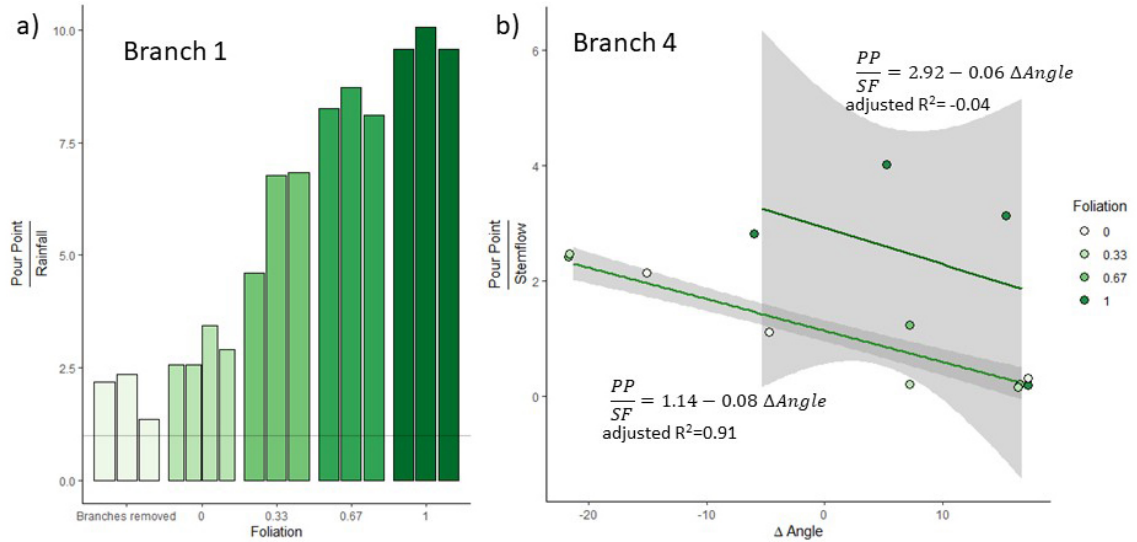 a)
Branch 1
Pour Point
Rainfall
10.0
7.5
5.0
2.5
0.0
Branches removed 0 0.33 0.67 1
Foliation
b)
Branch 4
PP/SF = 2.92 − 0.06 ΔAngle
adjusted R²= -0.04
PP/SF = 1.14 − 0.08 ΔAngle
adjusted R²=0.91
Pour Point
Stemflow
6
4
2
0
-20 -10 0 10
Δ Angle
Foliation
0
0.33
0.67
1